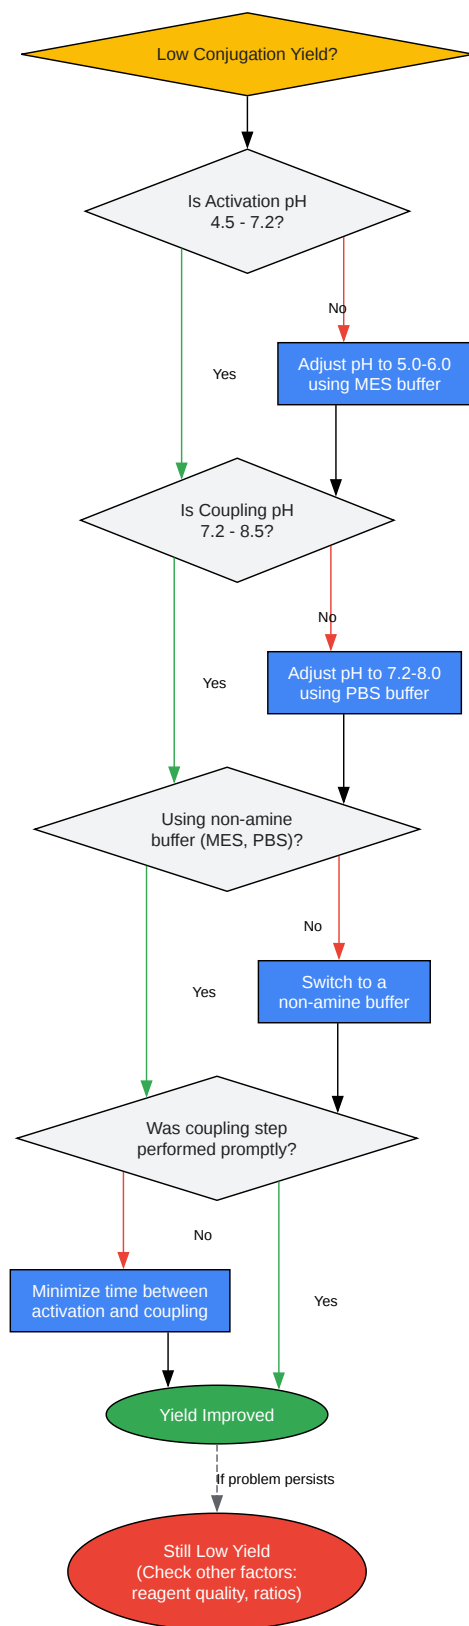 Low Conjugation Yield?
Is Activation pH
4.5 - 7.2?
No
Adjust pH to 5.0-6.0
using MES buffer
Yes
Is Coupling pH
7.2 - 8.5?
No
Adjust pH to 7.2-8.0
using PBS buffer
Yes
Using non-amine
buffer (MES, PBS)?
No
Switch to a
non-amine buffer
Yes
Was coupling step
performed promptly?
No
Minimize time between
activation and coupling
Yes
Yield Improved
If problem persists
Still Low Yield
(Check other factors:
reagent quality, ratios)